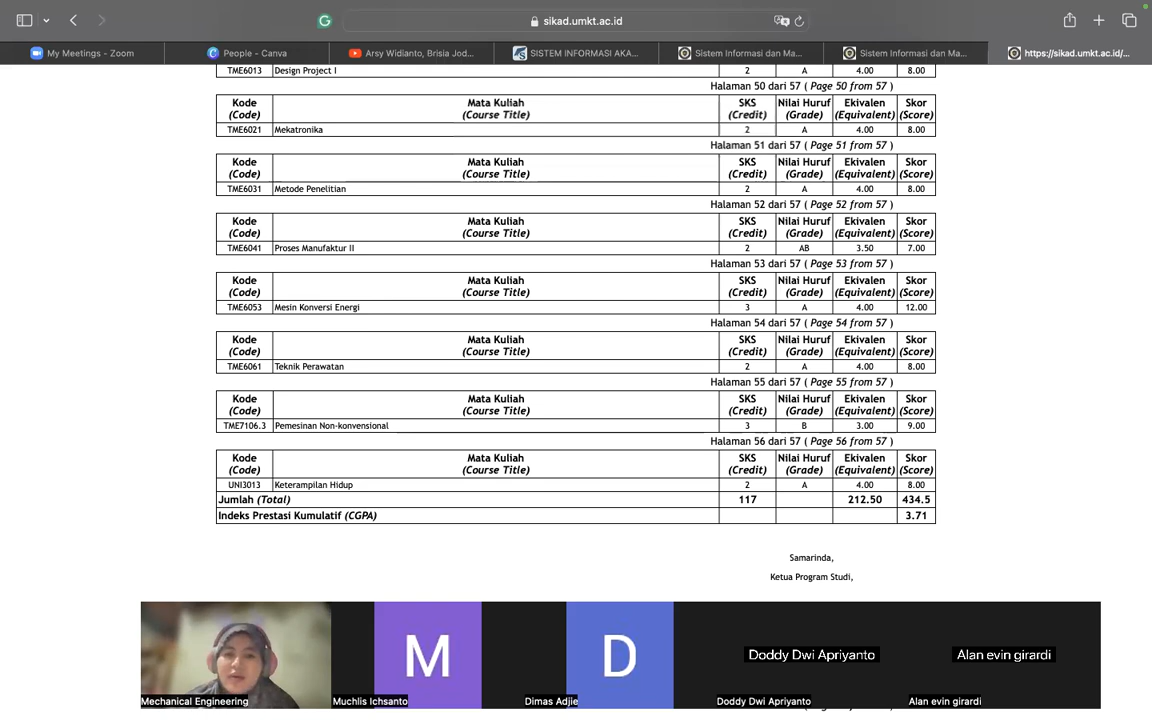 sikad.umkt.ac.id
My Meetings - Zoom
People - Canva
Arsy Widianto, Brisia Jod...
SISTEM INFORMASI AKA...
Sistem Informasi dan Ma...
Sistem Informasi dan Ma...
https://sikad.umkt.ac.id/...
TME6013 Design Project I 2 A 4.00 8.00
Halaman 50 dari 57 ( Page 50 from 57 )
Kode Mata Kuliah SKS Nilai Huruf Ekivalen Skor
(Code) (Course Title) (Credit) (Grade) (Equivalent) (Score)
TME6021 Mekatronika 2 A 4.00 8.00
Halaman 51 dari 57 ( Page 51 from 57 )
Kode Mata Kuliah SKS Nilai Huruf Ekivalen Skor
(Code) (Course Title) (Credit) (Grade) (Equivalent) (Score)
TME6031 Metode Penelitian 2 A 4.00 8.00
Halaman 52 dari 57 ( Page 52 from 57 )
Kode Mata Kuliah SKS Nilai Huruf Ekivalen Skor
(Code) (Course Title) (Credit) (Grade) (Equivalent) (Score)
TME6041 Proses Manufaktur II 2 AB 3.50 7.00
Halaman 53 dari 57 ( Page 53 from 57 )
Kode Mata Kuliah SKS Nilai Huruf Ekivalen Skor
(Code) (Course Title) (Credit) (Grade) (Equivalent) (Score)
TME6053 Mesin Konversi Energi 3 A 4.00 12.00
Halaman 54 dari 57 ( Page 54 from 57 )
Kode Mata Kuliah SKS Nilai Huruf Ekivalen Skor
(Code) (Course Title) (Credit) (Grade) (Equivalent) (Score)
TME6061 Teknik Perawatan 2 A 4.00 8.00
Halaman 55 dari 57 ( Page 55 from 57 )
Kode Mata Kuliah SKS Nilai Huruf Ekivalen Skor
(Code) (Course Title) (Credit) (Grade) (Equivalent) (Score)
TME7106.3 Pemesinan Non-konvensional 3 B 3.00 9.00
Halaman 56 dari 57 ( Page 56 from 57 )
Kode Mata Kuliah SKS Nilai Huruf Ekivalen Skor
(Code) (Course Title) (Credit) (Grade) (Equivalent) (Score)
UNI3013 Keterampilan Hidup 2 A 4.00 8.00
Jumlah (Total) 117 212.50 434.5
Indeks Prestasi Kumulatif (CGPA) 3.71
Samarinda,
Ketua Program Studi,
M
D
Doddy Dwi Apriyanto
Alan evin girardi
Mechanical Engineering
Muchlis Ichsanto
Dimas Adjie
Doddy Dwi Apriyanto
Alan evin girardi